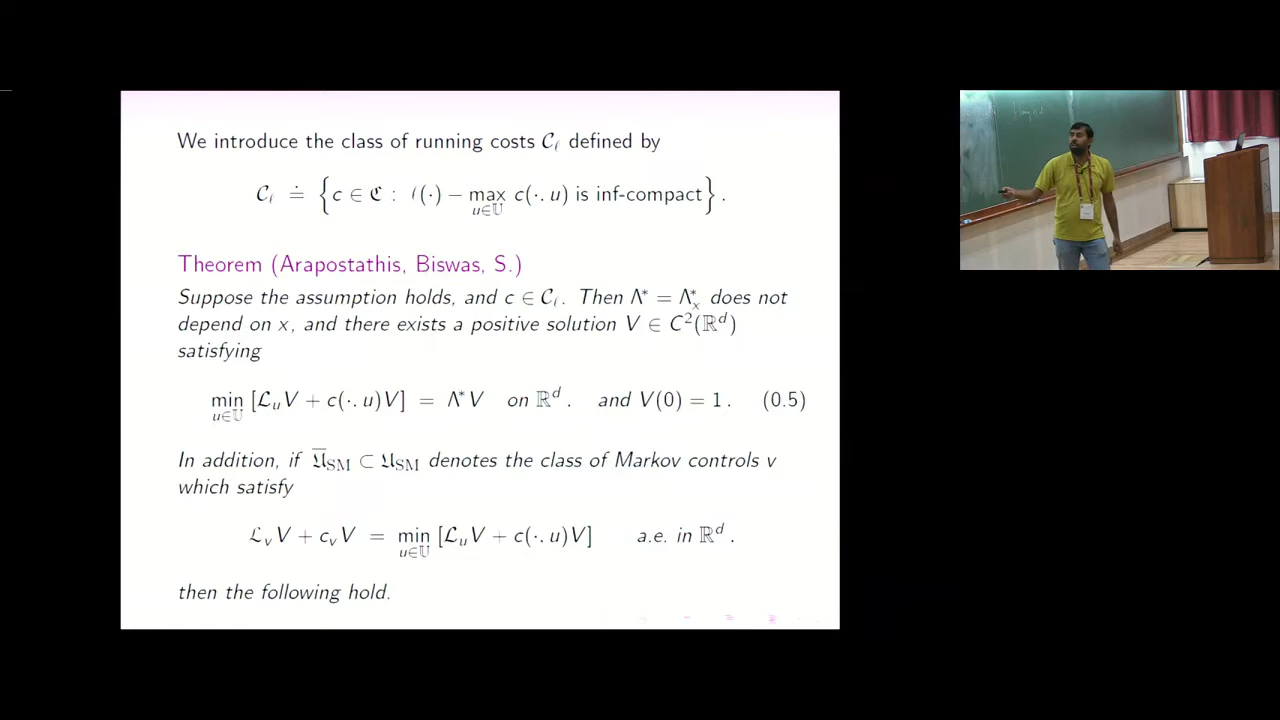 We introduce the class of running costs 𝒞_ℓ defined by
𝒞_ℓ ≐ { c ∈ ℭ : ℓ(·) − max_{u∈𝕌} c(·, u) is inf-compact } .
Theorem (Arapostathis, Biswas, S.)
Suppose the assumption holds, and c ∈ 𝒞_ℓ. Then Λ* = Λ*_x does not
depend on x, and there exists a positive solution V ∈ C²(ℝ^d)
satisfying
min_{u∈𝕌} [ℒ_u V + c(·, u)V] = Λ*V on ℝ^d , and V(0) = 1 . (0.5)
In addition, if 𝔘̅_SM ⊂ 𝔘_SM denotes the class of Markov controls v
which satisfy
ℒ_v V + c_v V = min_{u∈𝕌} [ℒ_u V + c(·, u)V] a.e. in ℝ^d .
then the following hold.